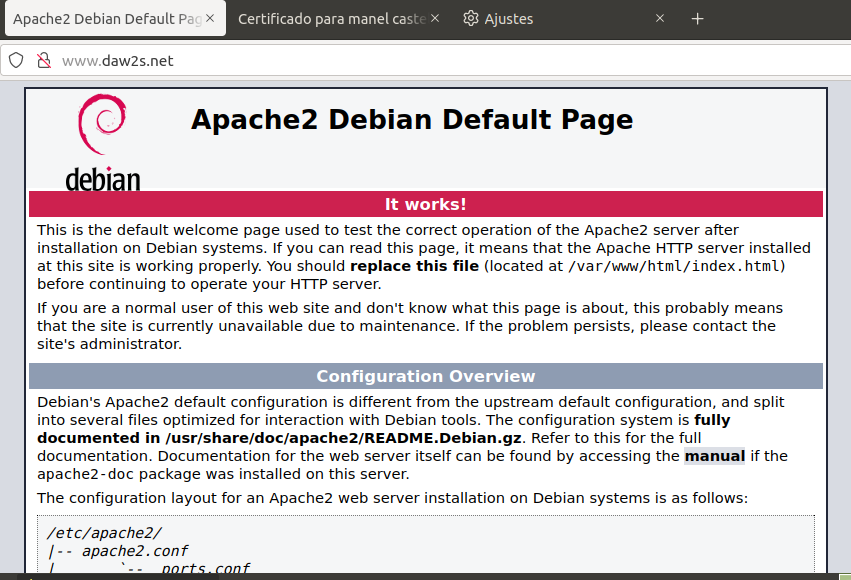 Apache2 Debian Default Pag
Certificado para manel caste
Ajustes
www.daw2s.net
debian
Apache2 Debian Default Page
It works!
This is the default welcome page used to test the correct operation of the Apache2 server after
installation on Debian systems. If you can read this page, it means that the Apache HTTP server installed
at this site is working properly. You should replace this file (located at /var/www/html/index.html)
before continuing to operate your HTTP server.
If you are a normal user of this web site and don't know what this page is about, this probably means
that the site is currently unavailable due to maintenance. If the problem persists, please contact the
site's administrator.
Configuration Overview
Debian's Apache2 default configuration is different from the upstream default configuration, and split
into several files optimized for interaction with Debian tools. The configuration system is fully
documented in /usr/share/doc/apache2/README.Debian.gz. Refer to this for the full
documentation. Documentation for the web server itself can be found by accessing the manual if the
apache2-doc package was installed on this server.
The configuration layout for an Apache2 web server installation on Debian systems is as follows:
/etc/apache2/
|-- apache2.conf
|       `--  ports.conf